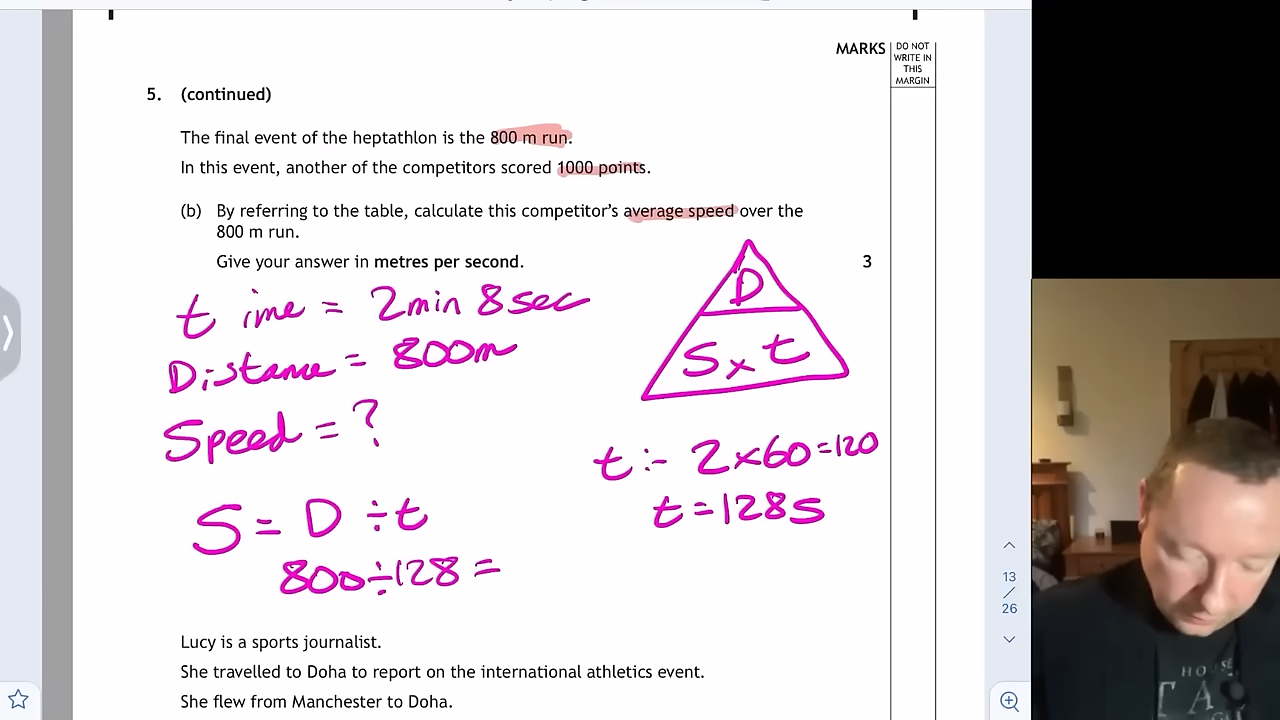 MARKS
DO NOT
WRITE IN
THIS
MARGIN
5. (continued)
The final event of the heptathlon is the 800 m run.
In this event, another of the competitors scored 1000 points.
(b) By referring to the table, calculate this competitor's average speed over the
800 m run.
Give your answer in metres per second.
3
time = 2min 8sec
Distance = 800m
Speed = ?
D
S x t
t :- 2x60=120
t = 128s
S = D ÷ t
800÷128 =
Lucy is a sports journalist.
She travelled to Doha to report on the international athletics event.
She flew from Manchester to Doha.
13
/
26
HOUSE